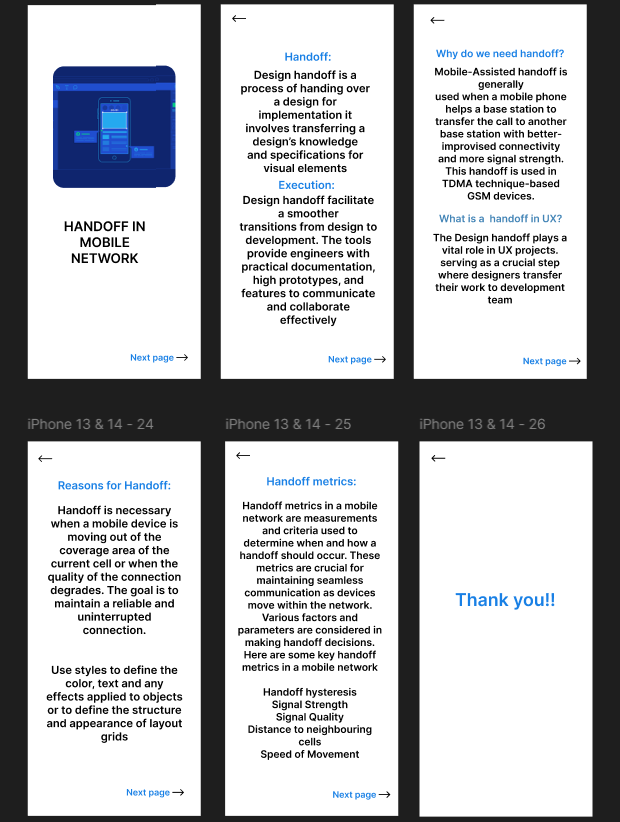 HANDOFF IN
MOBILE
NETWORK
Next page
Handoff:
Design handoff is a
process of handing over
a design for
implementation it
involves transferring a
design's knowledge
and specifications for
visual elements
Execution:
Design handoff facilitate
a smoother
transitions from design to
development. The tools
provide engineers with
practical documentation,
high prototypes, and
features to communicate
and collaborate
effectively
Next page
Why do we need handoff?
Mobile-Assisted handoff is
generally
used when a mobile phone
helps a base station to
transfer the call to another
base station with better-
improvised connectivity
and more signal strength.
This handoff is used in
TDMA technique-based
GSM devices.
What is a handoff in UX?
The Design handoff plays a
vital role in UX projects.
serving as a crucial step
where designers transfer
their work to development
team
Next page
iPhone 13 & 14 - 24
Reasons for Handoff:
Handoff is necessary
when a mobile device is
moving out of the
coverage area of the
current cell or when the
quality of the connection
degrades. The goal is to
maintain a reliable and
uninterrupted
connection.
Use styles to define the
color, text and any
effects applied to objects
or to define the structure
and appearance of layout
grids
Next page
iPhone 13 & 14 - 25
Handoff metrics:
Handoff metrics in a mobile
network are measurements
and criteria used to
determine when and how a
handoff should occur. These
metrics are crucial for
maintaining seamless
communication as devices
move within the network.
Various factors and
parameters are considered in
making handoff decisions.
Here are some key handoff
metrics in a mobile network
Handoff hysteresis
Signal Strength
Signal Quality
Distance to neighbouring
cells
Speed of Movement
Next page
iPhone 13 & 14 - 26
Thank you!!